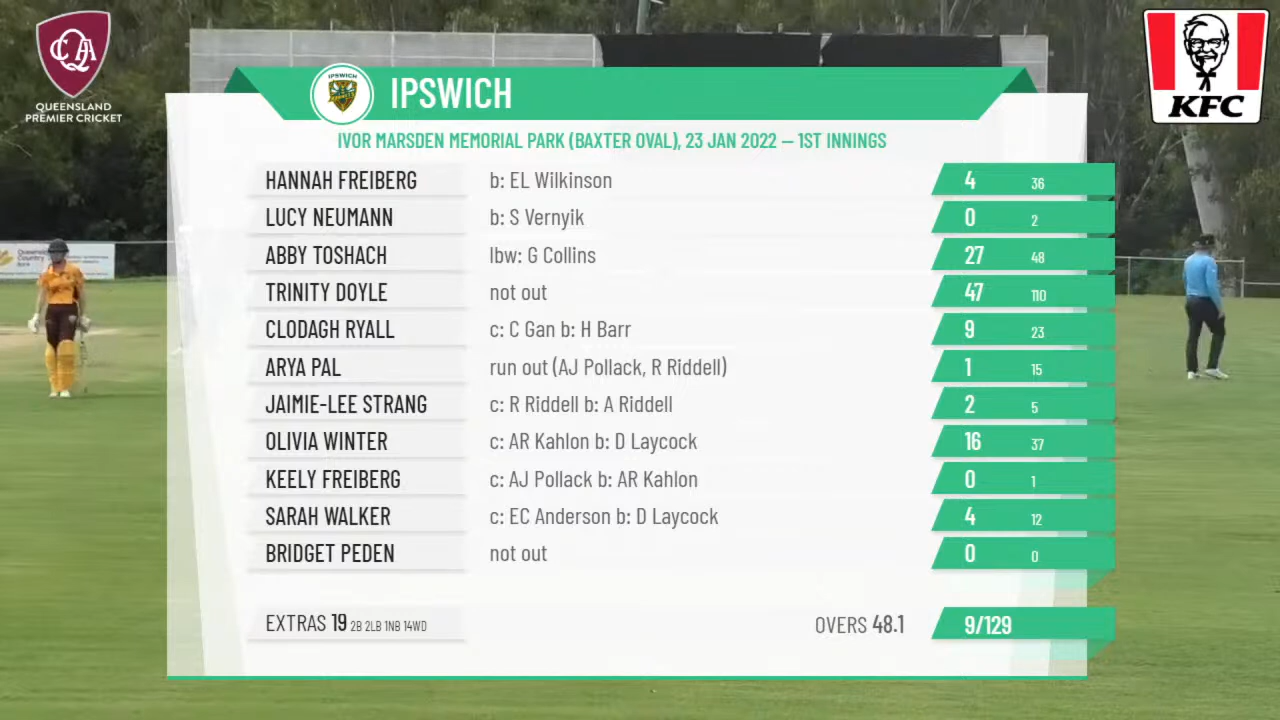 QUEENSLAND
PREMIER CRICKET
IPSWICH
IPSWICH
KFC
IVOR MARSDEN MEMORIAL PARK (BAXTER OVAL), 23 JAN 2022 – 1ST INNINGS
HANNAH FREIBERG b: EL Wilkinson 4 36
LUCY NEUMANN b: S Vernyik 0 2
ABBY TOSHACH lbw: G Collins 27 48
TRINITY DOYLE not out 47 110
CLODAGH RYALL c: C Gan b: H Barr 9 23
ARYA PAL run out (AJ Pollack, R Riddell) 1 15
JAIMIE-LEE STRANG c: R Riddell b: A Riddell 2 5
OLIVIA WINTER c: AR Kahlon b: D Laycock 16 37
KEELY FREIBERG c: AJ Pollack b: AR Kahlon 0 1
SARAH WALKER c: EC Anderson b: D Laycock 4 12
BRIDGET PEDEN not out 0 0
EXTRAS 19 2B 2LB 1NB 14WD OVERS 48.1 9/129